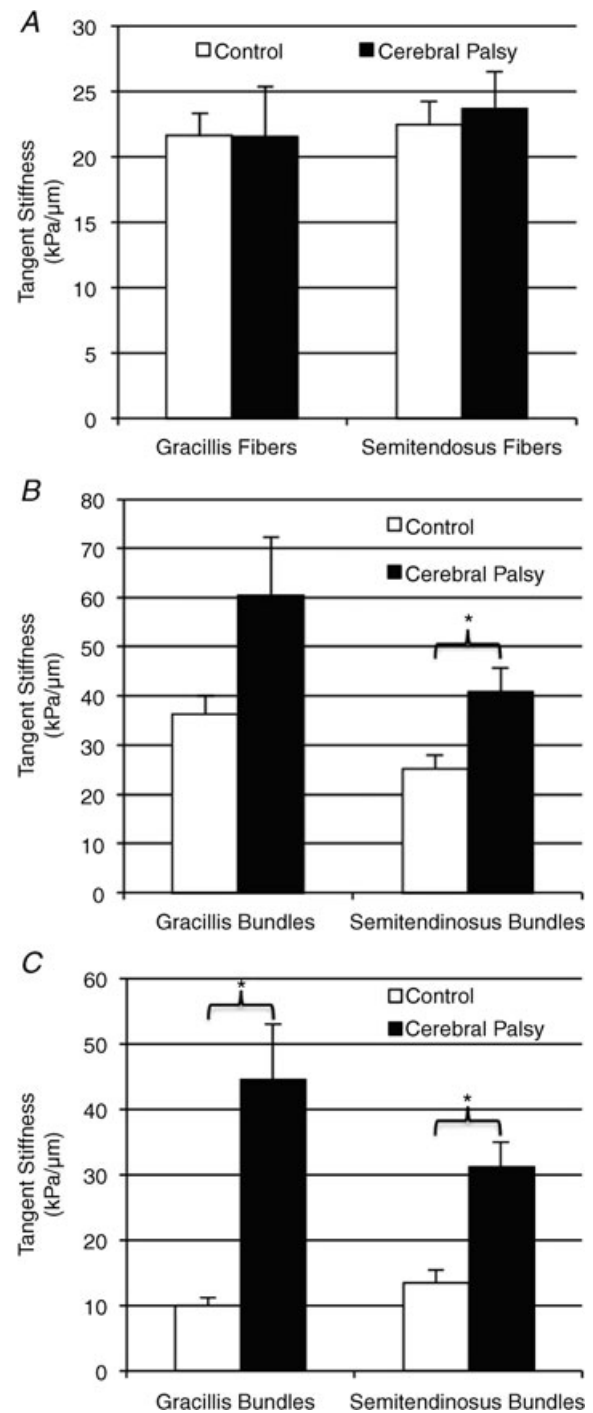 A
30
Control Cerebral Palsy
25
20
15
10
5
0
Tangent Stiffness
(kPa/µm)
Gracillis Fibers Semitendosus Fibers
B
80
Control
70
Cerebral Palsy
60
*
50
40
30
20
10
0
Tangent Stiffness
(kPa/µm)
Gracillis Bundles Semitendinosus Bundles
C
60
*
Control
Cerebral Palsy
50
40
*
30
20
10
0
Tangent Stiffness
(kPa/µm)
Gracillis Bundles Semitendinosus Bundles